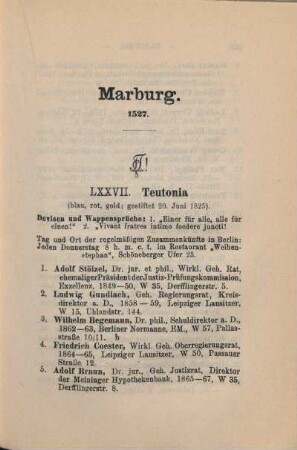 Marburg.
1527.
LXXVII. Teutonia
(blau, rot, gold; gestiftet 20. Juni 1825).
Devisen und Wappensprüche: 1. „Einer für alle, alle für
einen!“ 2. „Vivant fratres intimo foedere juncti!
Tag und Ort der regelmäßigen Zusammenkünfte in Berlin:
Jeden Donnerstag 8 h. m. c. t. im Restaurant „Weihen-
stephan“, Schöneberger Ufer 23.
1. Adolf Stölzel, Dr. jur. et phil., Wirkl. Geh. Rat,
ehemaliger Präsident der Justiz-Prüfungskommission
Exzellenz, 1849—50, W 35, Derfflingerstr. 5.
2. Ludwig Gundlach, Geh. Regierungsrat, Kreis-
direktor a. D., 1858 — 59, Leipziger Lausitzer,
W 15, Uhlandstr. 144.
3. Wilhelm Hegemann, Dr. phil., Schuldirektor a. D.,
1862—63, Berliner Normanne, EM., W 57, Pallas-
straße 10/11. b
4. Friedrich Coester, Wirkl. Geh. Oberregierungsrat,
1864—65, Leipziger Lausitzer, W 50, Passauer
Straße 12.
5. Adolf Braun, Dr. jur., Geh. Justizrat, Direktor
der Meininger Hypothekenbank, 1865—67, W 35,
Derfflingerstr. 8.